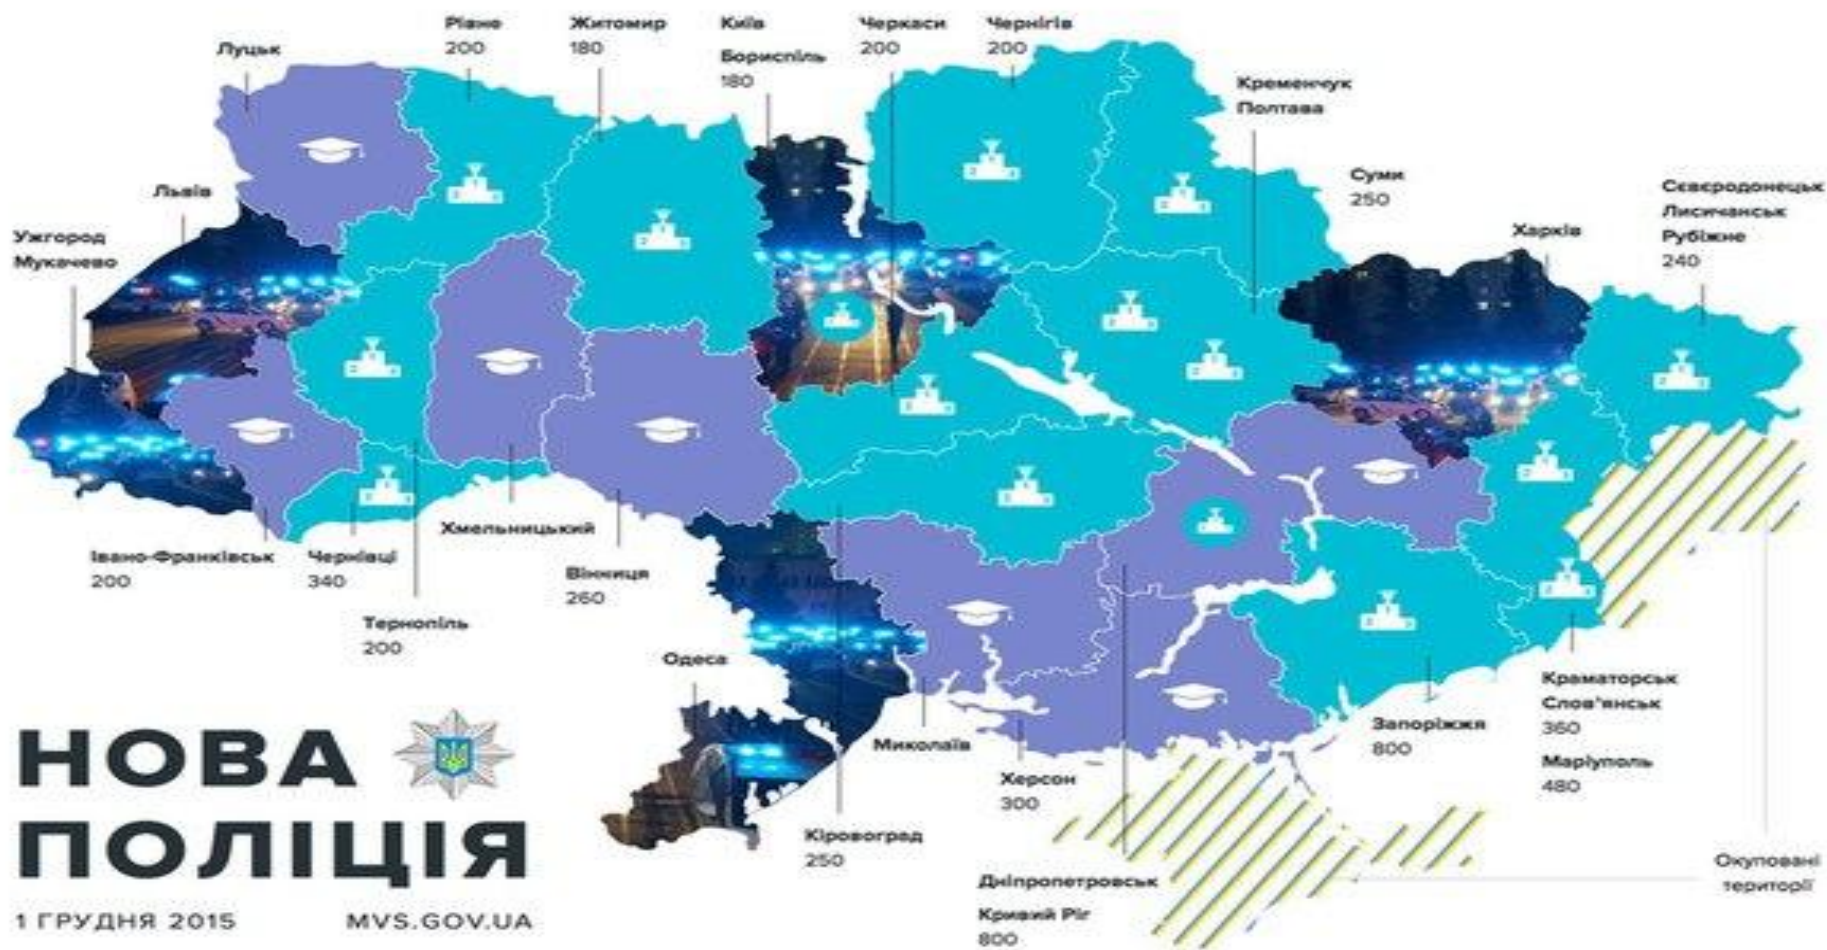 Луцьк
Рівне
200
Житомир
180
Київ
Бориспіль
180
Черкаси
200
Чернігів
200
Кременчук
Полтава
Суми
250
Харків
Сєвєродонецьк
Лисичанськ
Рубіжне
240
Львів
Ужгород
Мукачево
Івано-Франківськ
200
Чернівці
340
Хмельницький
Тернопіль
200
Вінниця
260
Одеса
Миколаїв
Кіровоград
250
Херсон
300
Дніпропетровськ
Кривий Ріг
800
Запоріжжя
800
Краматорськ
Слов'янськ
360
Маріуполь
480
Окуповані
території
НОВА
ПОЛІЦІЯ
1 ГРУДНЯ 2015
MVS.GOV.UA